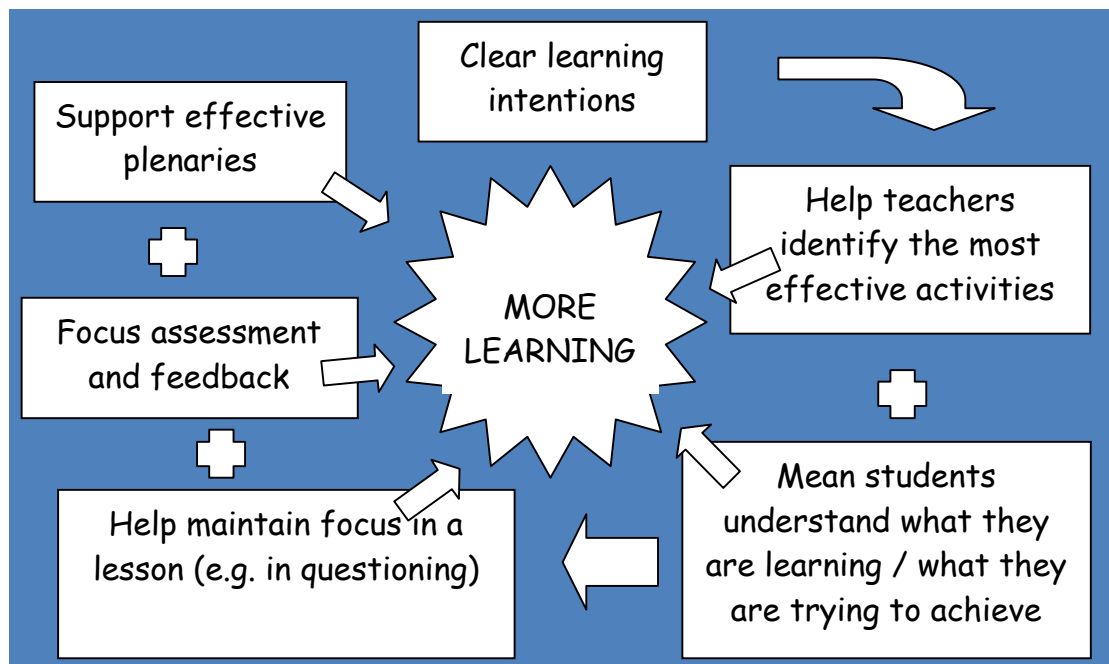 Clear learning
intentions
Help teachers
identify the most
effective activities
Mean students
understand what they
are learning / what they
are trying to achieve
Help maintain focus in a
lesson (e.g. in questioning)
Focus assessment
and feedback
Support effective
plenaries
MORE
LEARNING